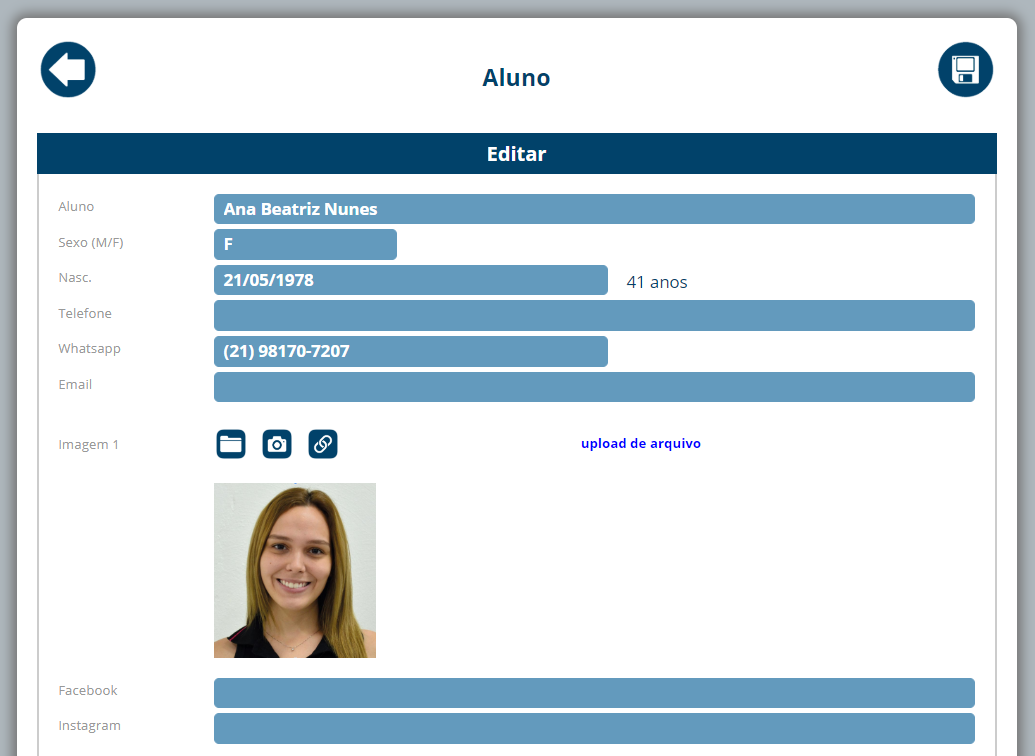 Aluno
Editar
Aluno Ana Beatriz Nunes
Sexo (M/F) F
Nasc. 21/05/1978 41 anos
Telefone
Whatsapp (21) 98170-7207
Email
Imagem 1 upload de arquivo
Facebook
Instagram